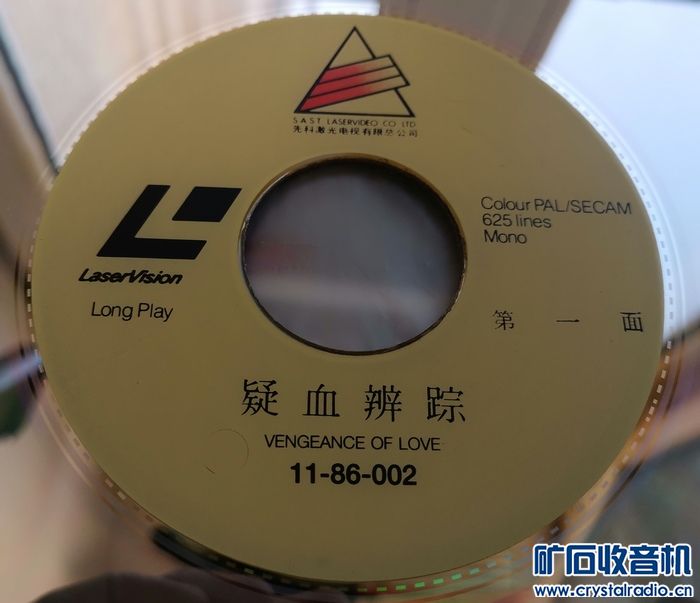 S A S T LASERVIDEO CO LTD
先科激光电视有限总公司
LaserVision
Long Play
Colour PAL/SECAM
625 lines
Mono
第一面
疑血辨踪
VENGEANCE OF LOVE
11-86-002
矿石收音机
www.crystalradio.cn